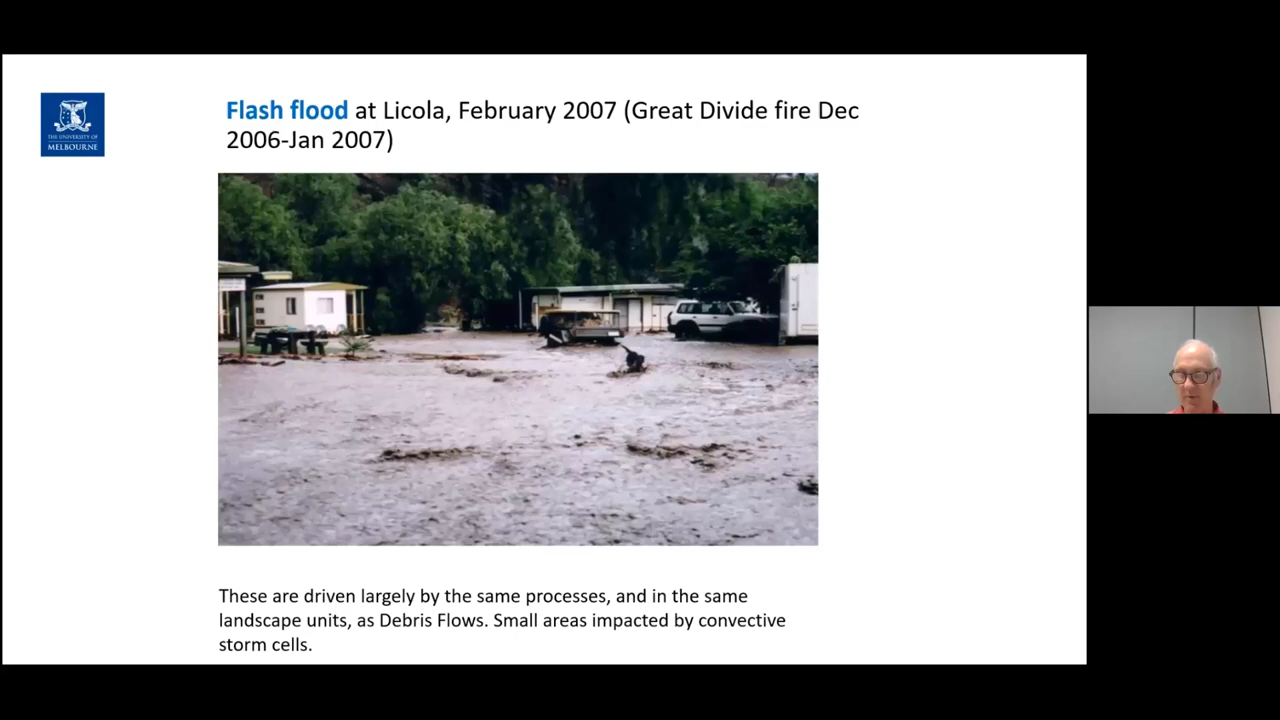 THE UNIVERSITY OF
MELBOURNE
Flash flood at Licola, February 2007 (Great Divide fire Dec
2006-Jan 2007)
These are driven largely by the same processes, and in the same
landscape units, as Debris Flows. Small areas impacted by convective
storm cells.